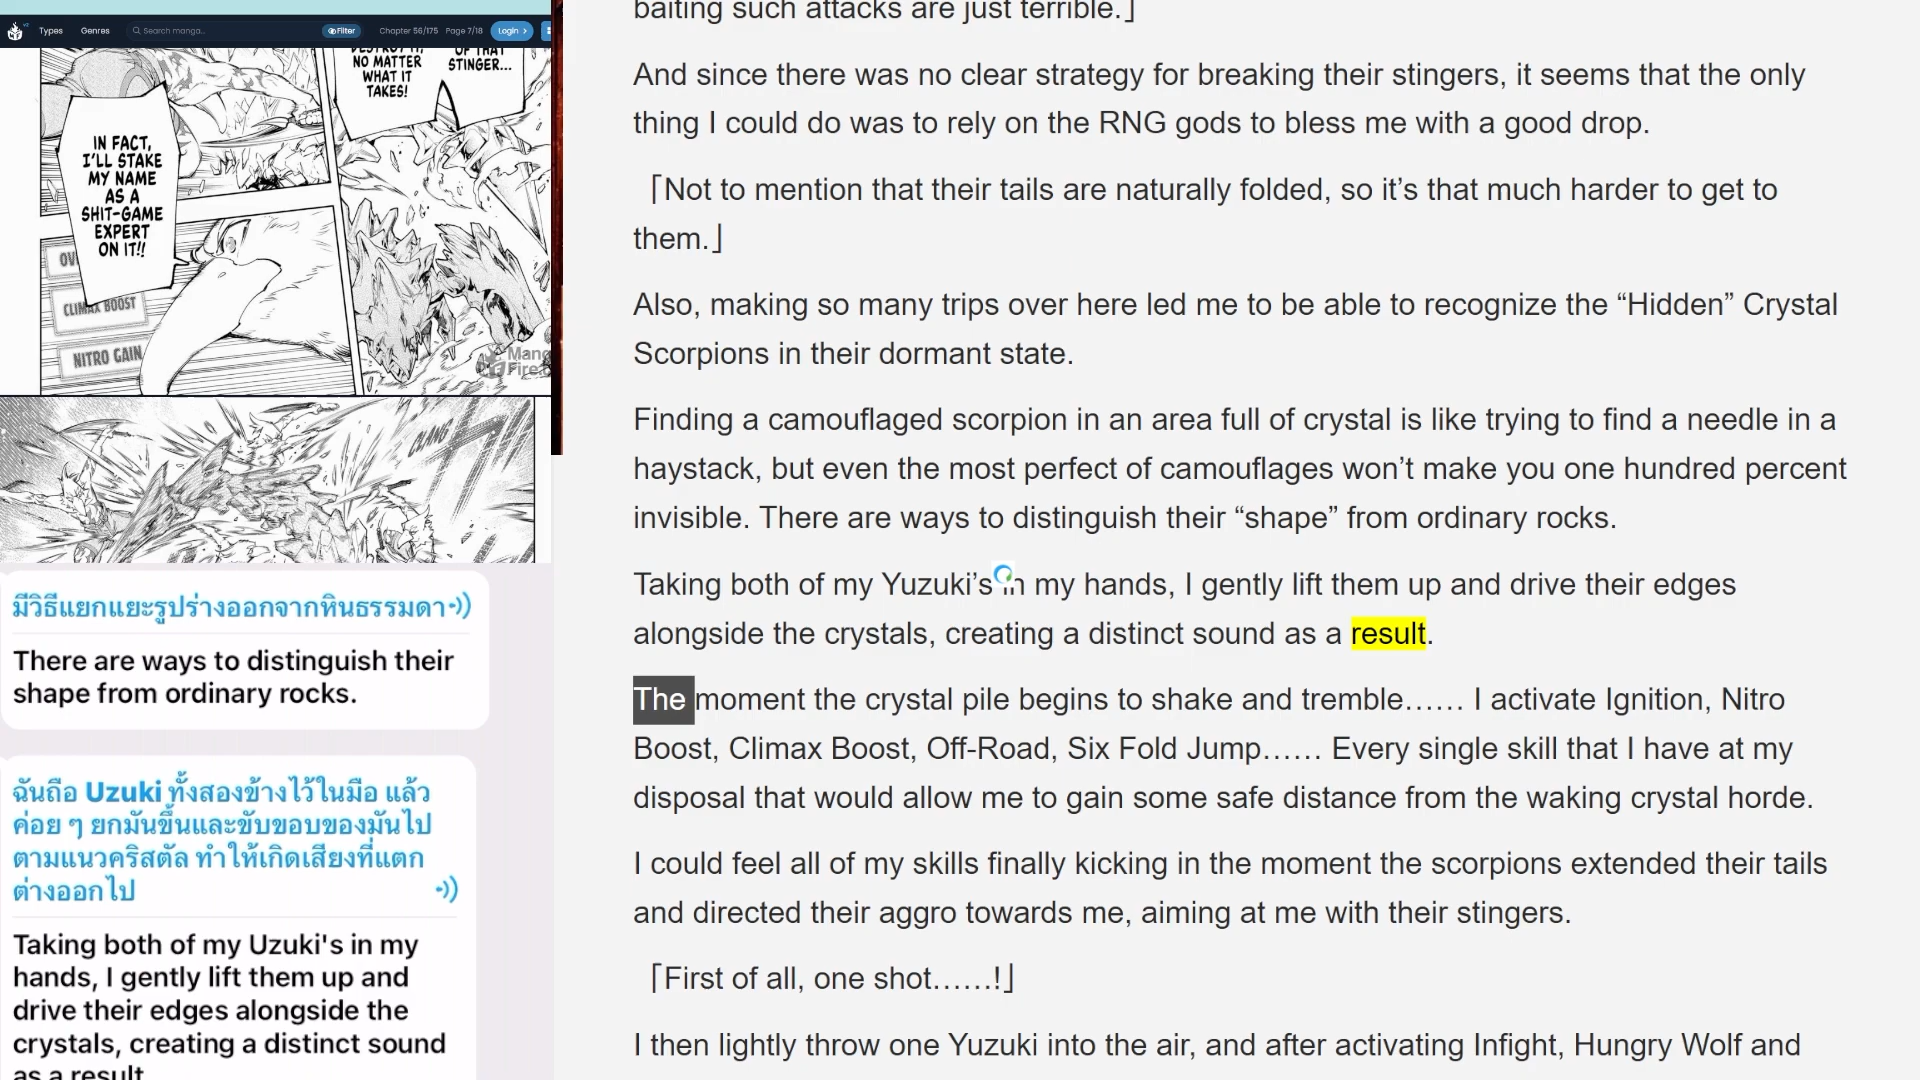 Types Genres Search manga... Filter Chapter 56/175 Page 7/18 Login
NO MATTER
WHAT IT
TAKES!
OF THAT
STINGER...
IN FACT,
I'LL STAKE
MY NAME
AS A
SHIT-GAME
EXPERT
ON IT!!
CLIMAX BOOST
NITRO GAIN
CLANG
มีวิธีแยกแยะรูปร่างออกจากหินธรรมดา
There are ways to distinguish their
shape from ordinary rocks.
ฉันถือ Uzuki ทั้งสองข้างไว้ในมือ แล้ว
ค่อย ๆ ยกมันขึ้นและขับขอบของมันไป
ตามแนวคริสตัล ทำให้เกิดเสียงที่แตก
ต่างออกไป
Taking both of my Uzuki's in my
hands, I gently lift them up and
drive their edges alongside the
crystals, creating a distinct sound
as a result.
baiting such attacks are just terrible.⌋
And since there was no clear strategy for breaking their stingers, it seems that the only
thing I could do was to rely on the RNG gods to bless me with a good drop.
⌈Not to mention that their tails are naturally folded, so it’s that much harder to get to
them.⌋
Also, making so many trips over here led me to be able to recognize the “Hidden” Crystal
Scorpions in their dormant state.
Finding a camouflaged scorpion in an area full of crystal is like trying to find a needle in a
haystack, but even the most perfect of camouflages won’t make you one hundred percent
invisible. There are ways to distinguish their “shape” from ordinary rocks.
Taking both of my Yuzuki’s in my hands, I gently lift them up and drive their edges
alongside the crystals, creating a distinct sound as a result.
The moment the crystal pile begins to shake and tremble…… I activate Ignition, Nitro
Boost, Climax Boost, Off-Road, Six Fold Jump…… Every single skill that I have at my
disposal that would allow me to gain some safe distance from the waking crystal horde.
I could feel all of my skills finally kicking in the moment the scorpions extended their tails
and directed their aggro towards me, aiming at me with their stingers.
⌈First of all, one shot……!⌋
I then lightly throw one Yuzuki into the air, and after activating Infight, Hungry Wolf and